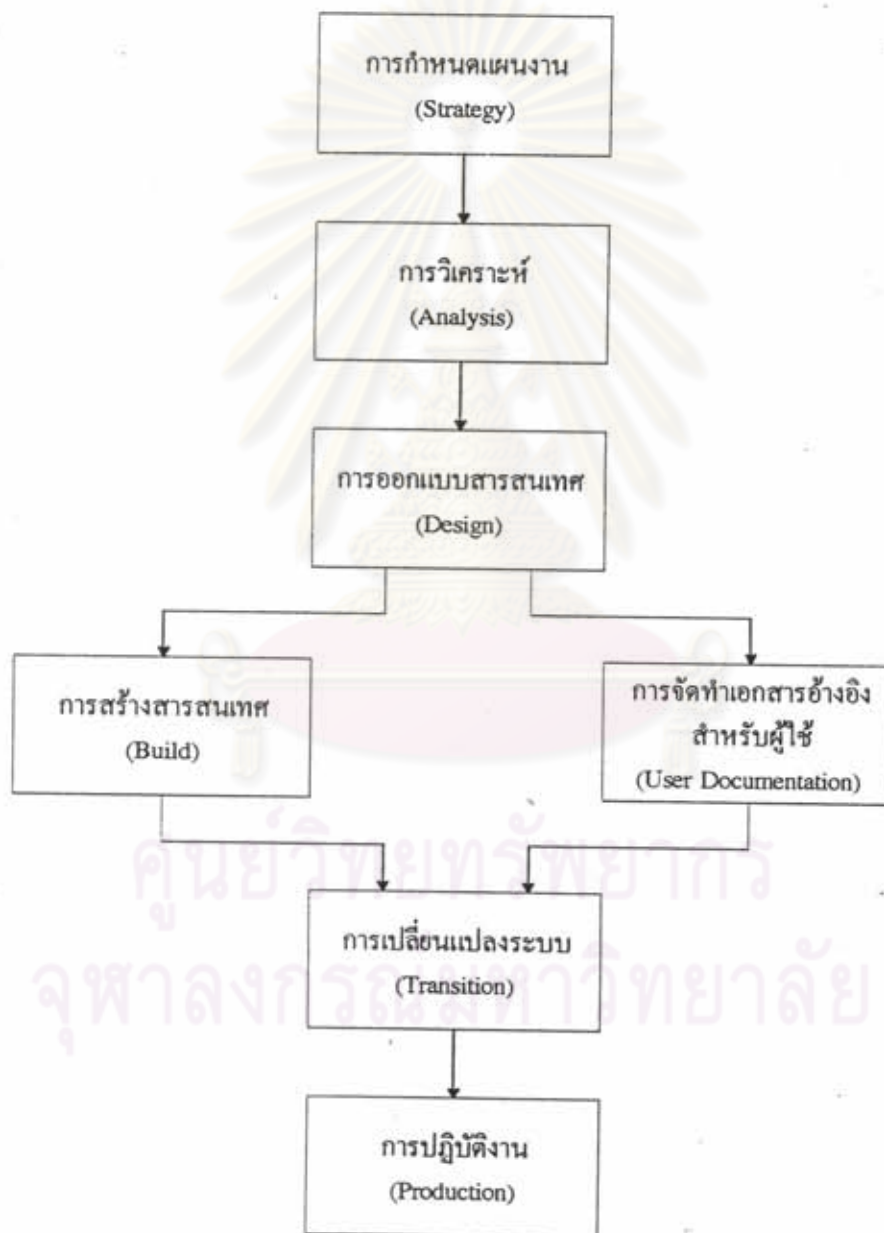 การกำหนดแผนงาน
(Strategy)
การวิเคราะห์
(Analysis)
การออกแบบสารสนเทศ
(Design)
การสร้างสารสนเทศ
(Build)
การจัดทำเอกสารอ้างอิง
สำหรับผู้ใช้
(User Documentation)
ศูนย์วิทยทรัพยากร
การเปลี่ยนแปลงระบบ
(Transition)
จุฬาลงกรณ์มหาวิทยาลัย
การปฏิบัติงาน
(Production)